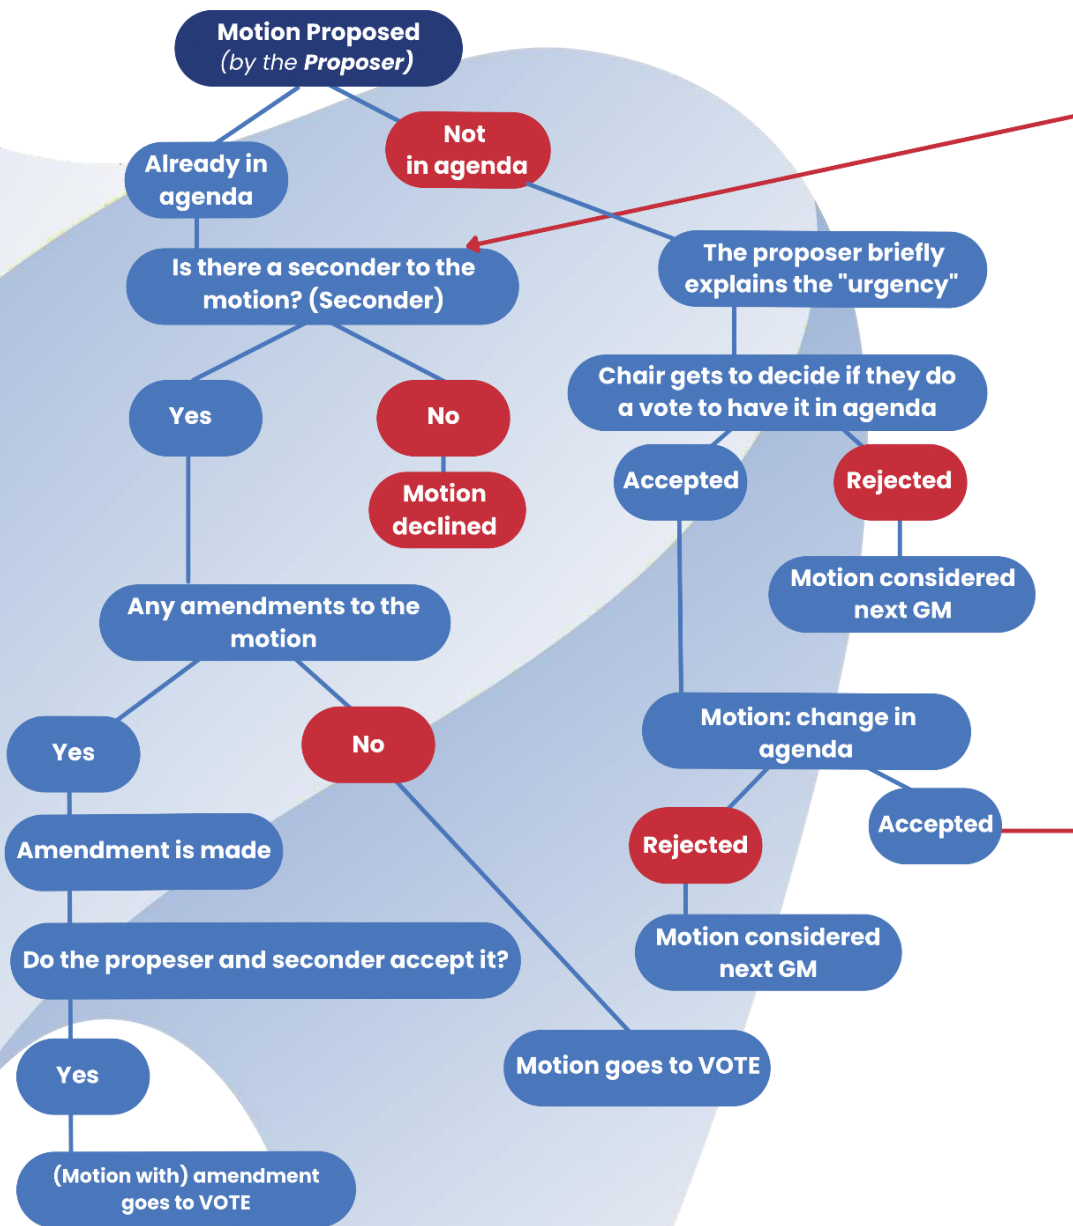 Motion Proposed
(by the Proposer)
Not
in agenda
Already in
agenda
Is there a seconder to the
motion? (Seconder)
The proposer briefly
explains the "urgency"
Chair gets to decide if they do
a vote to have it in agenda
Yes
No
Motion
declined
Accepted
Rejected
Motion considered
next GM
Any amendments to the
motion
Yes
No
Motion: change in
agenda
Rejected
Accepted
Amendment is made
Motion considered
next GM
Do the propeser and seconder accept it?
Yes
Motion goes to VOTE
(Motion with) amendment
goes to VOTE